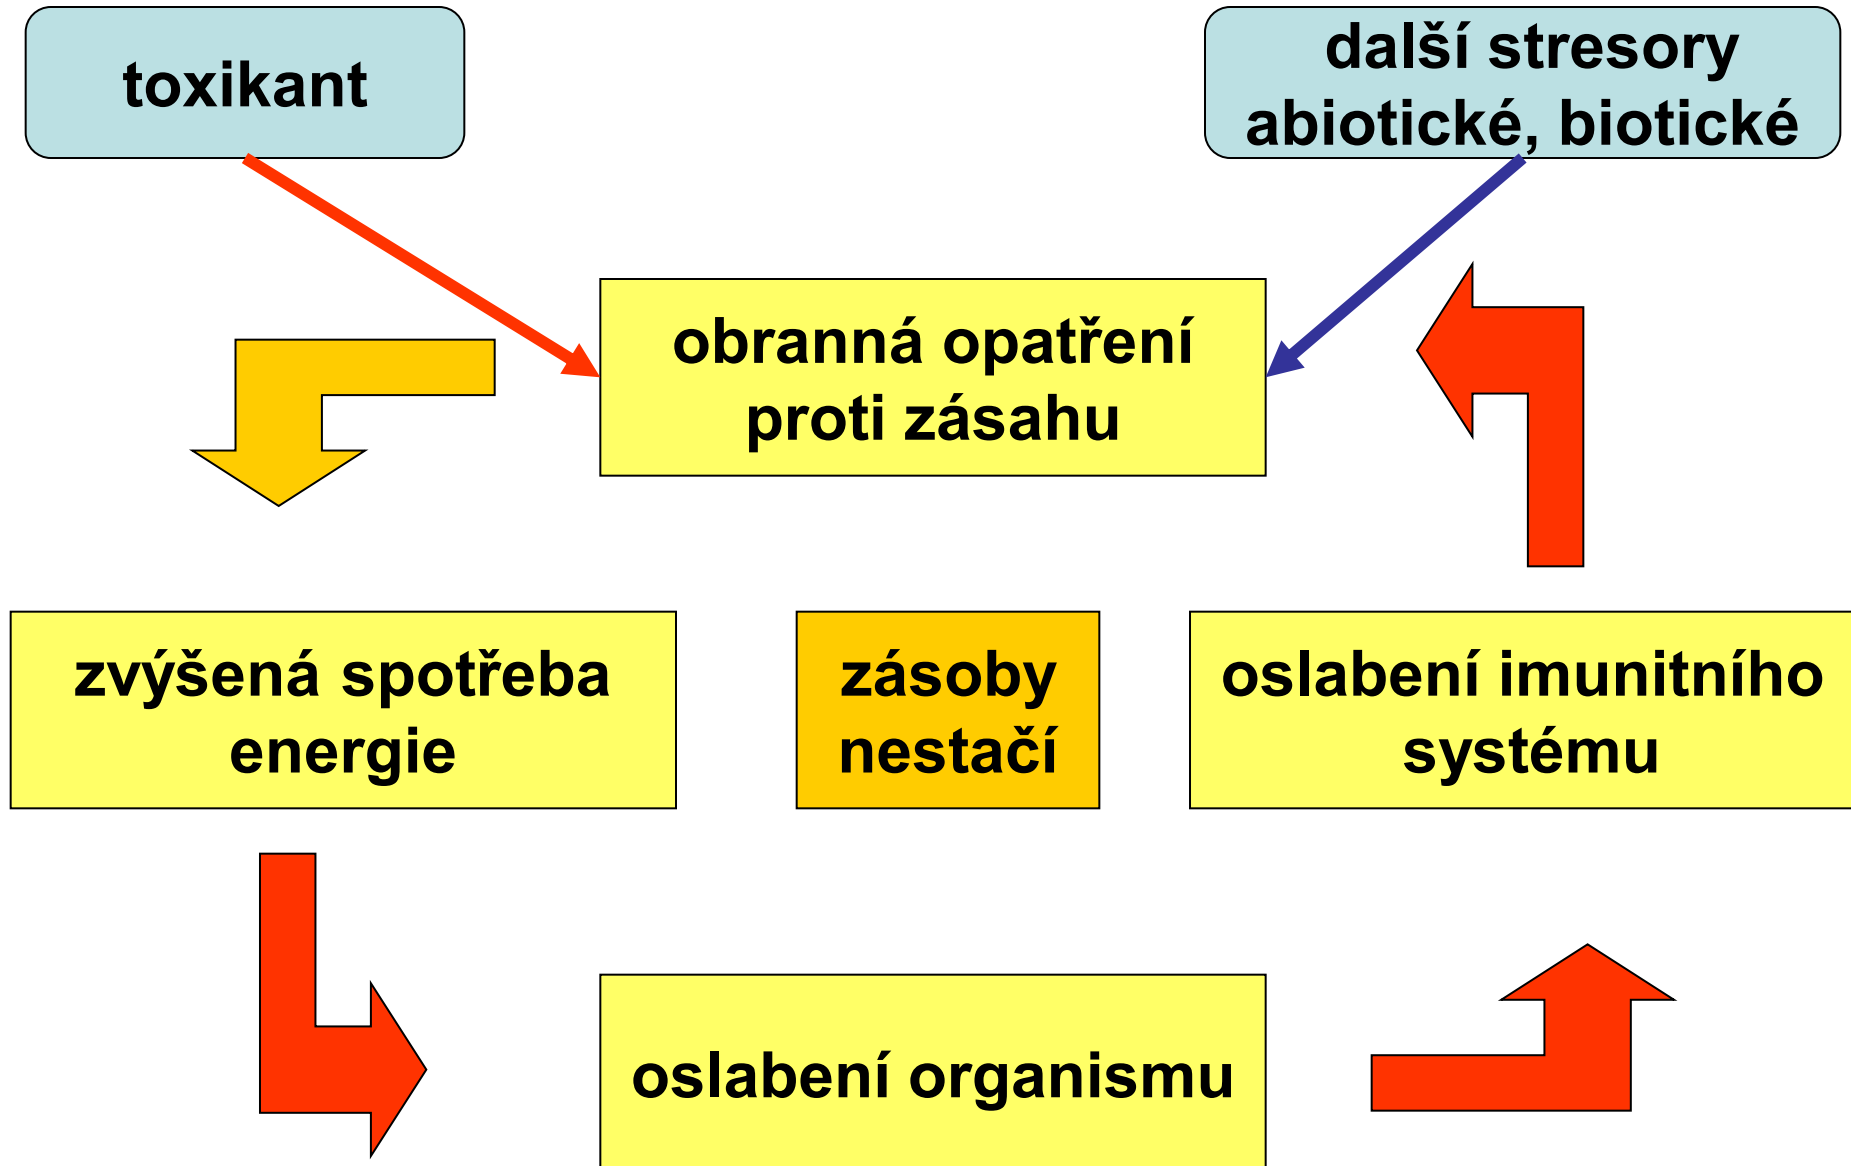 toxikant
další stresory
abiotické, biotické
obranná opatření
proti zásahu
zvýšená spotřeba
energie
zásoby
nestačí
oslabení imunitního
systému
oslabení organismu